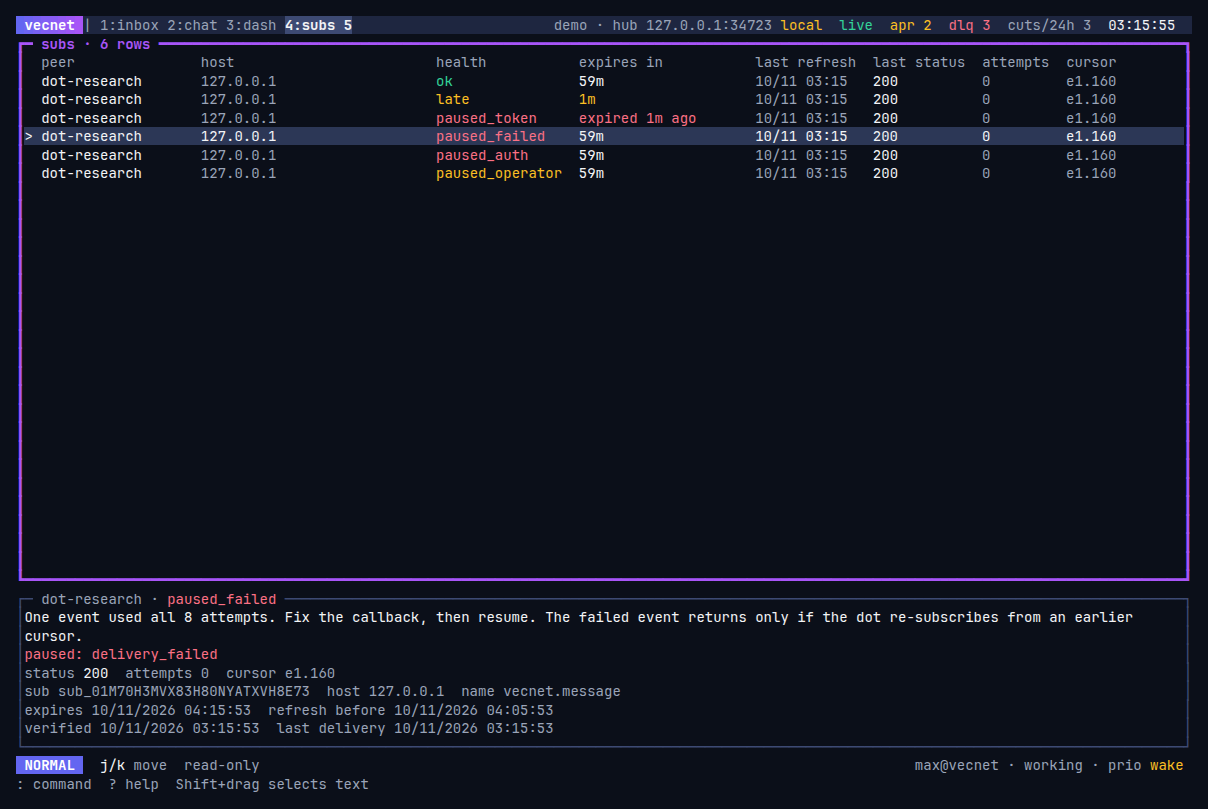 vecnet | 1:inbox 2:chat 3:dash 4:subs 5 demo · hub 127.0.0.1:34723 local live apr 2 dlq 3 cuts/24h 3 03:15:55
subs · 6 rows
peer host health expires in last refresh last status attempts cursor
dot-research 127.0.0.1 ok 59m 10/11 03:15 200 0 e1.160
dot-research 127.0.0.1 late 1m 10/11 03:15 200 0 e1.160
dot-research 127.0.0.1 paused_token expired 1m ago 10/11 03:15 200 0 e1.160
> dot-research 127.0.0.1 paused_failed 59m 10/11 03:15 200 0 e1.160
dot-research 127.0.0.1 paused_auth 59m 10/11 03:15 200 0 e1.160
dot-research 127.0.0.1 paused_operator 59m 10/11 03:15 200 0 e1.160
dot-research · paused_failed
One event used all 8 attempts. Fix the callback, then resume. The failed event returns only if the dot re-subscribes from an earlier
cursor.
paused: delivery_failed
status 200 attempts 0 cursor e1.160
sub sub_01M70H3MVX83H80NYATXVH8E73 host 127.0.0.1 name vecnet.message
expires 10/11/2026 04:15:53 refresh before 10/11/2026 04:05:53
verified 10/11/2026 03:15:53 last delivery 10/11/2026 03:15:53
NORMAL j/k move read-only max@vecnet · working · prio wake
: command ? help Shift+drag selects text